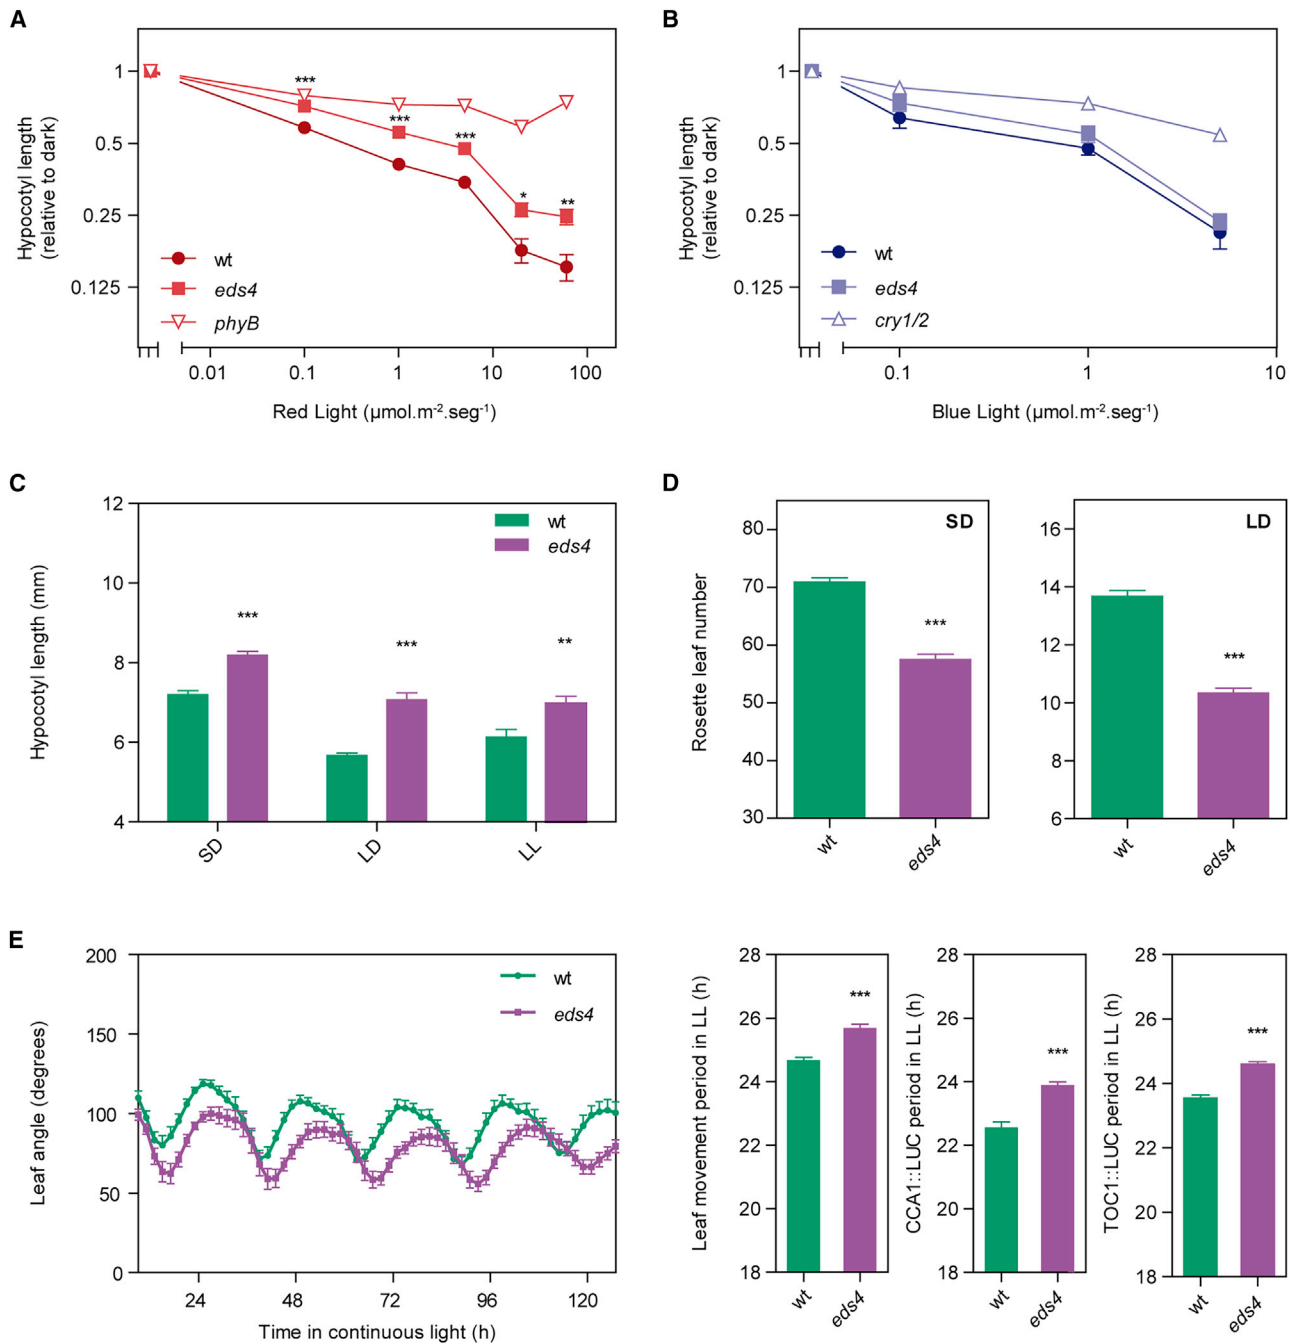 A
Hypocotyl length
(relative to dark)
1
0.5
0.25
0.125
***
***
***
*
**
wt
eds4
phyB
0.01
0.1
1
10
100
Red Light (µmol.m⁻².seg⁻¹)
B
Hypocotyl length
(relative to dark)
1
0.5
0.25
0.125
wt
eds4
cry1/2
0.1
1
10
Blue Light (µmol.m⁻².seg⁻¹)
C
Hypocotyl length (mm)
12
10
8
6
4
wt
eds4
***
***
**
SD
LD
LL
D
Rosette leaf number
80
70
60
50
40
30
SD
***
wt
eds4
16
14
12
10
8
6
LD
***
wt
eds4
E
Leaf angle (degrees)
200
150
100
50
0
wt
eds4
24
48
72
96
120
Time in continuous light (h)
Leaf movement period in LL (h)
28
26
24
22
20
18
***
wt
eds4
CCA1::LUC period in LL (h)
28
26
24
22
20
18
***
wt
eds4
TOC1::LUC period in LL (h)
28
26
24
22
20
18
***
wt
eds4